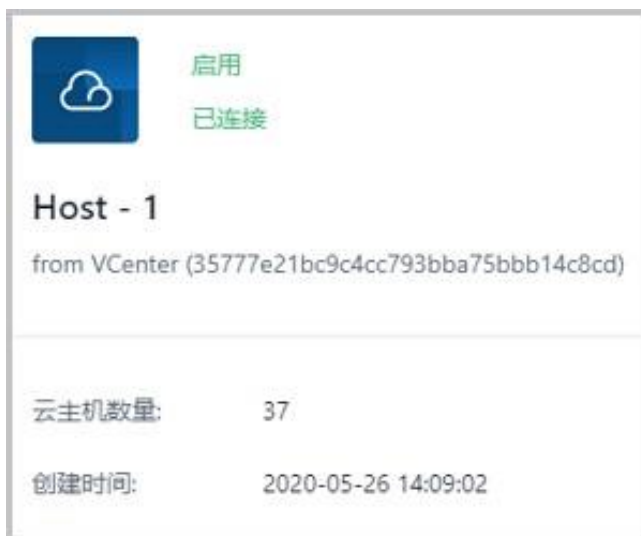 启用
已连接
Host - 1
from VCenter (35777e21bc9c4cc793bba75bbb14c8cd)
云主机数量: 37
创建时间: 2020-05-26 14:09:02